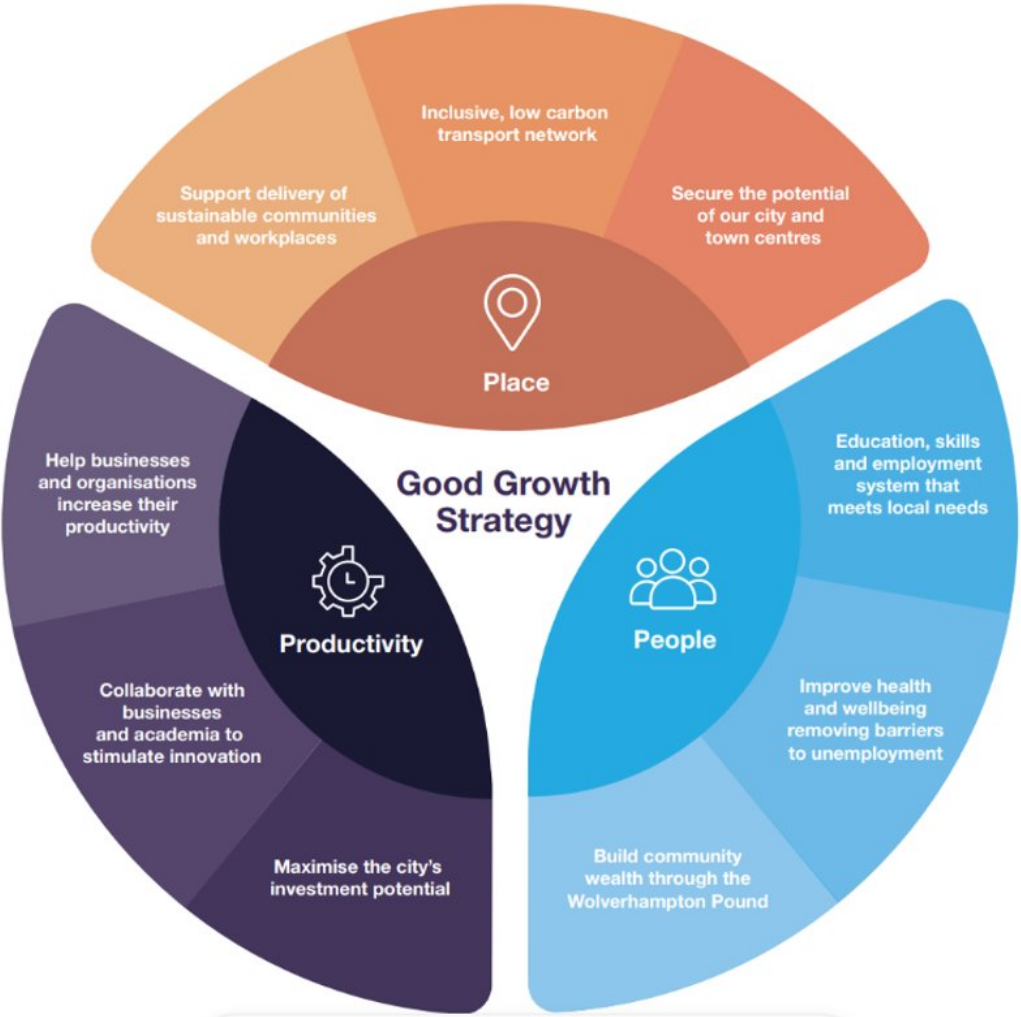 Inclusive, low carbon
transport network
Support delivery of
sustainable communities
and workplaces
Secure the potential
of our city and
town centres
Place
Good Growth
Strategy
Help businesses
and organisations
increase their
productivity
Productivity
Collaborate with
businesses
and academia to
stimulate innovation
Maximise the city's
investment potential
People
Education, skills
and employment
system that
meets local needs
Improve health
and wellbeing
removing barriers
to unemployment
Build community
wealth through the
Wolverhampton Pound